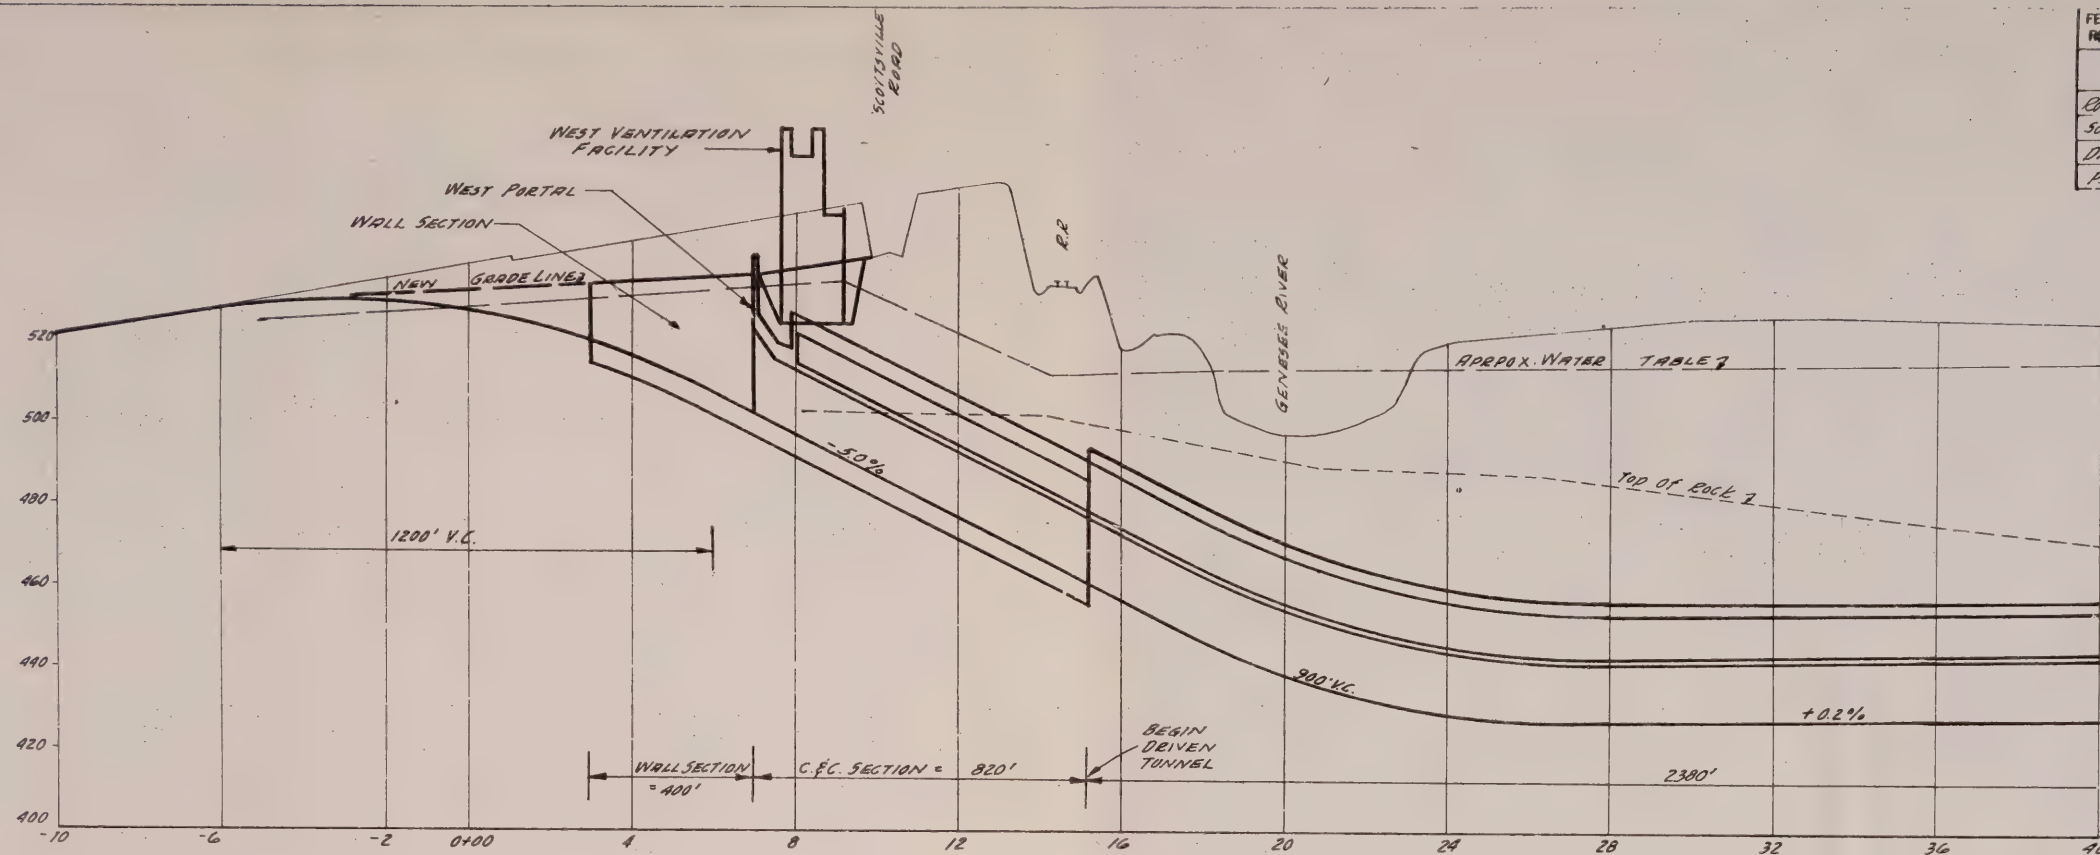 SCOTTSVILLE
ROAD
WEST VENTILATION
FACILITY
WEST PORTAL
WALL SECTION
R.R
NEW GRADE LINE
GENESEE RIVER
APRPOX. WATER TABLE
TOP OF ROCK
-5.0%
1200' V.C.
900' V.C.
+0.2%
BEGIN
DRIVEN
TUNNEL
WALL SECTION
= 400'
C.&C. SECTION = 820'
2380'
520
500
480
460
440
420
400
-10 -6 -2 0+00 4 8 12 16 20 24 28 32 36